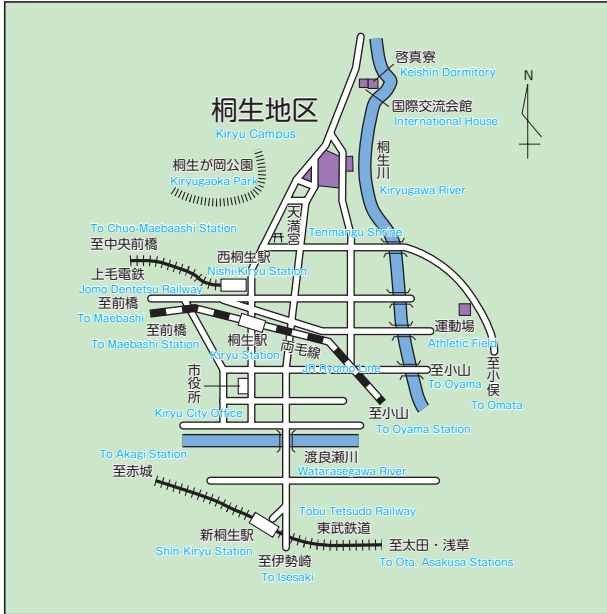 啓真寮
Keishin Dormitory
N
桐生地区
Kiryu Campus
国際交流会館
International House
桐生川
Kiryugawa River
桐生が岡公園
Kiryugaoka Park
天満宮
Tenmangu Shrine
To Chuo-Maebaashi Station
至中央前橋
西桐生駅
Nishi-Kiryu Station
上毛電鉄
Jomo Dentetsu Railway
至前橋
To Maebashi
至前橋
To Maebashi Station
桐生駅
Kiryu Station
両毛線
JR Ryomo Line
運動場
Athletic Field
至小俣
To Omata
至小山
To Oyama
市役所
Kiryu City Office
至小山
To Oyama Station
渡良瀬川
Watarasegawa River
To Akagi Station
至赤城
Tobu Tetsudo Railway
東武鉄道
新桐生駅
Shin-Kiryu Station
至伊勢崎
To Isesaki
至太田・浅草
To Ota, Asakusa Stations